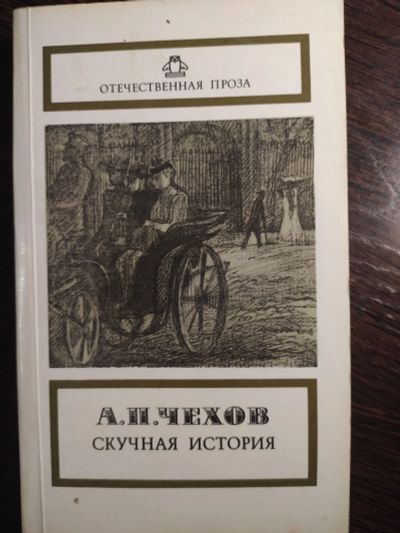 ОТЕЧЕСТВЕННАЯ ПРОЗА
А.П.ЧЕХОВ
СКУЧНАЯ ИСТОРИЯ